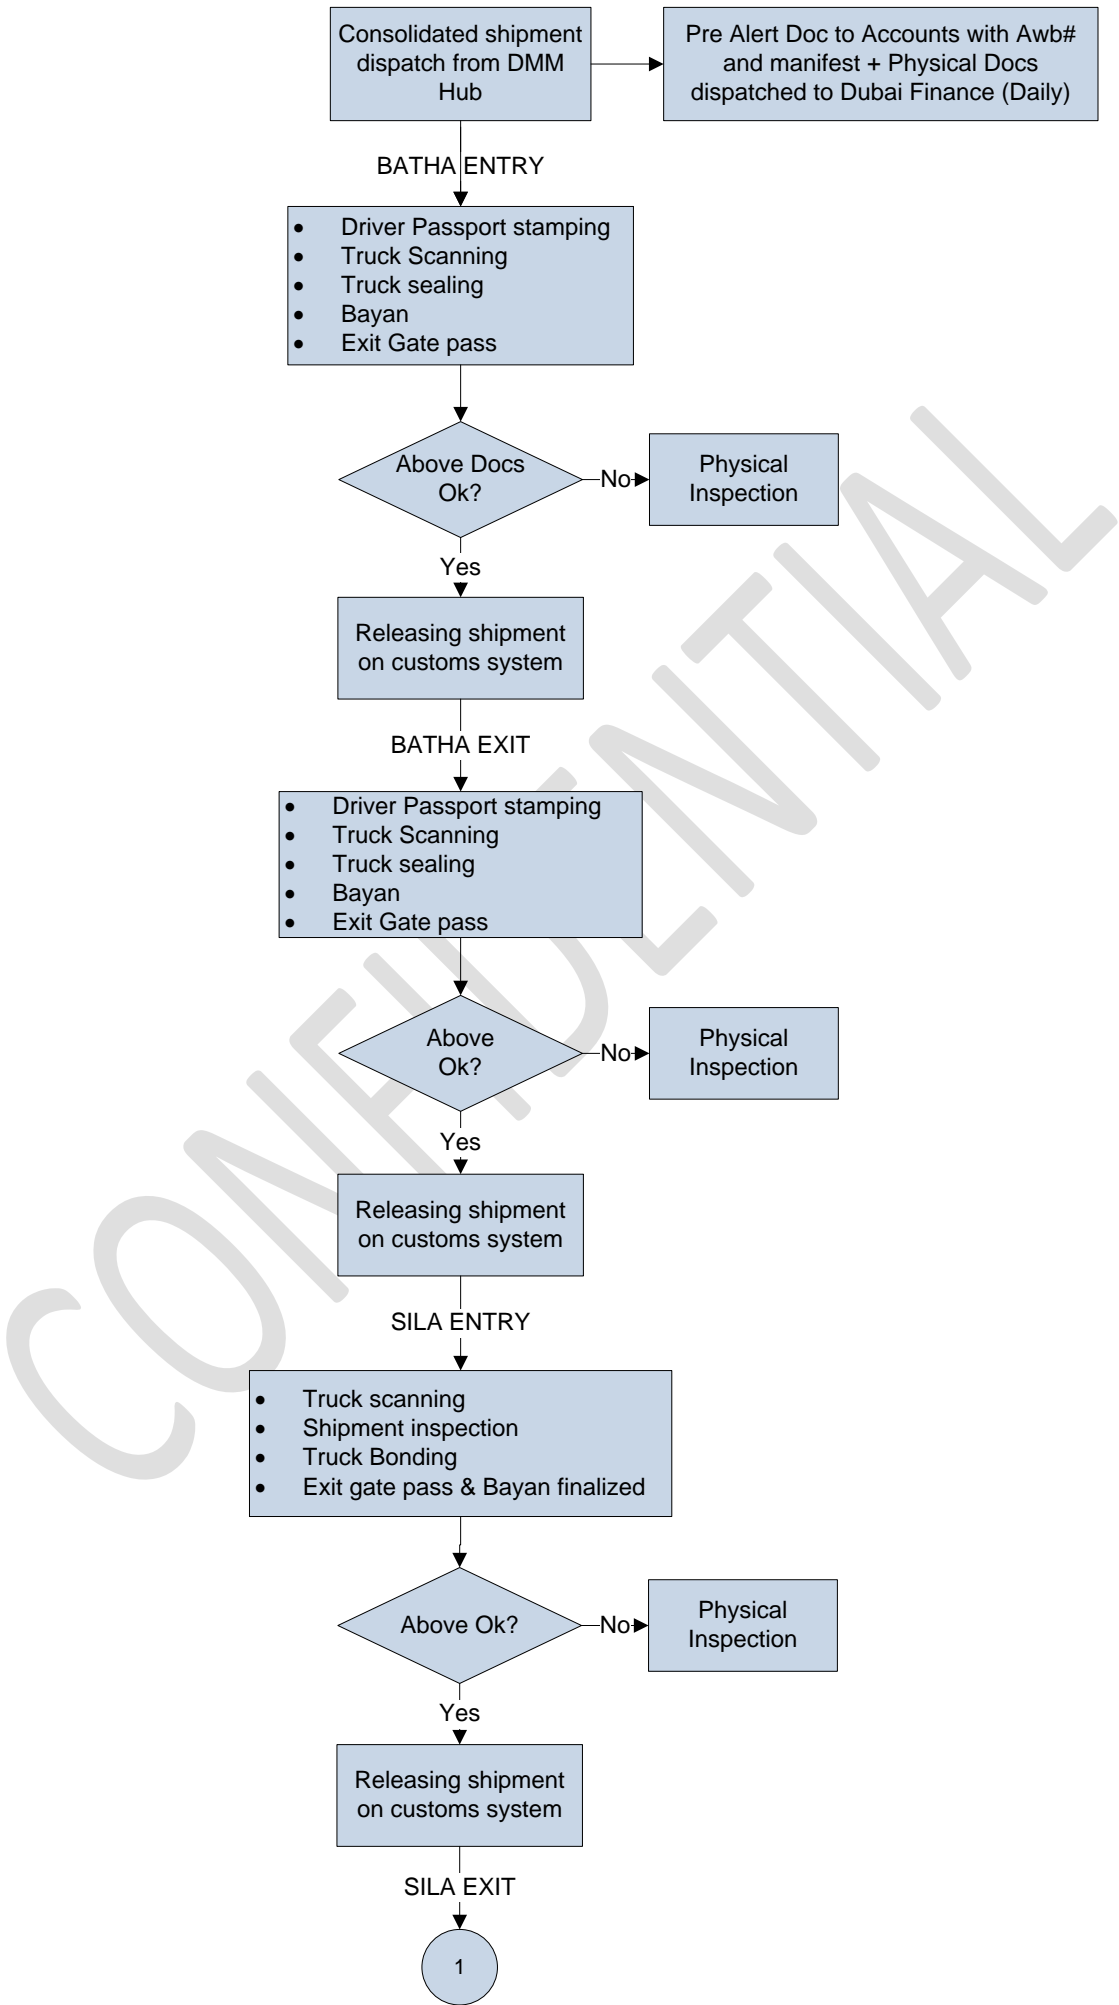 Consolidated shipment
dispatch from DMM
Hub
Pre Alert Doc to Accounts with Awb#
and manifest + Physical Docs
dispatched to Dubai Finance (Daily)
BATHA ENTRY
• Driver Passport stamping
• Truck Scanning
• Truck sealing
• Bayan
• Exit Gate pass
Above Docs
Ok?
No
Physical
Inspection
Yes
Releasing shipment
on customs system
BATHA EXIT
• Driver Passport stamping
• Truck Scanning
• Truck sealing
• Bayan
• Exit Gate pass
Above
Ok?
No
Physical
Inspection
Yes
Releasing shipment
on customs system
SILA ENTRY
• Truck scanning
• Shipment inspection
• Truck Bonding
• Exit gate pass & Bayan finalized
Above Ok?
No
Physical
Inspection
Yes
Releasing shipment
on customs system
SILA EXIT
1
CONFIDENTIAL